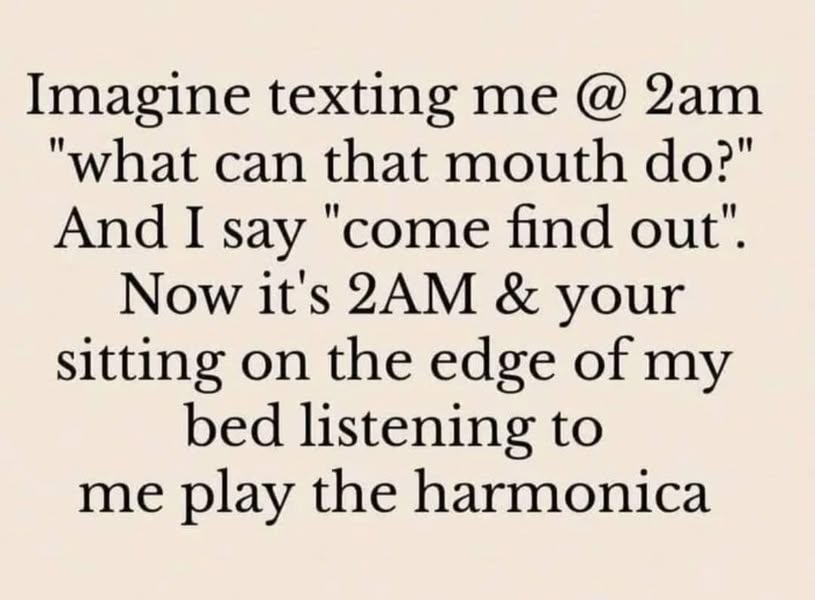 Imagine texting me @ 2am
"what can that mouth do?"
And I say "come find out".
Now it's 2AM & your
sitting on the edge of my
bed listening to
me play the harmonica